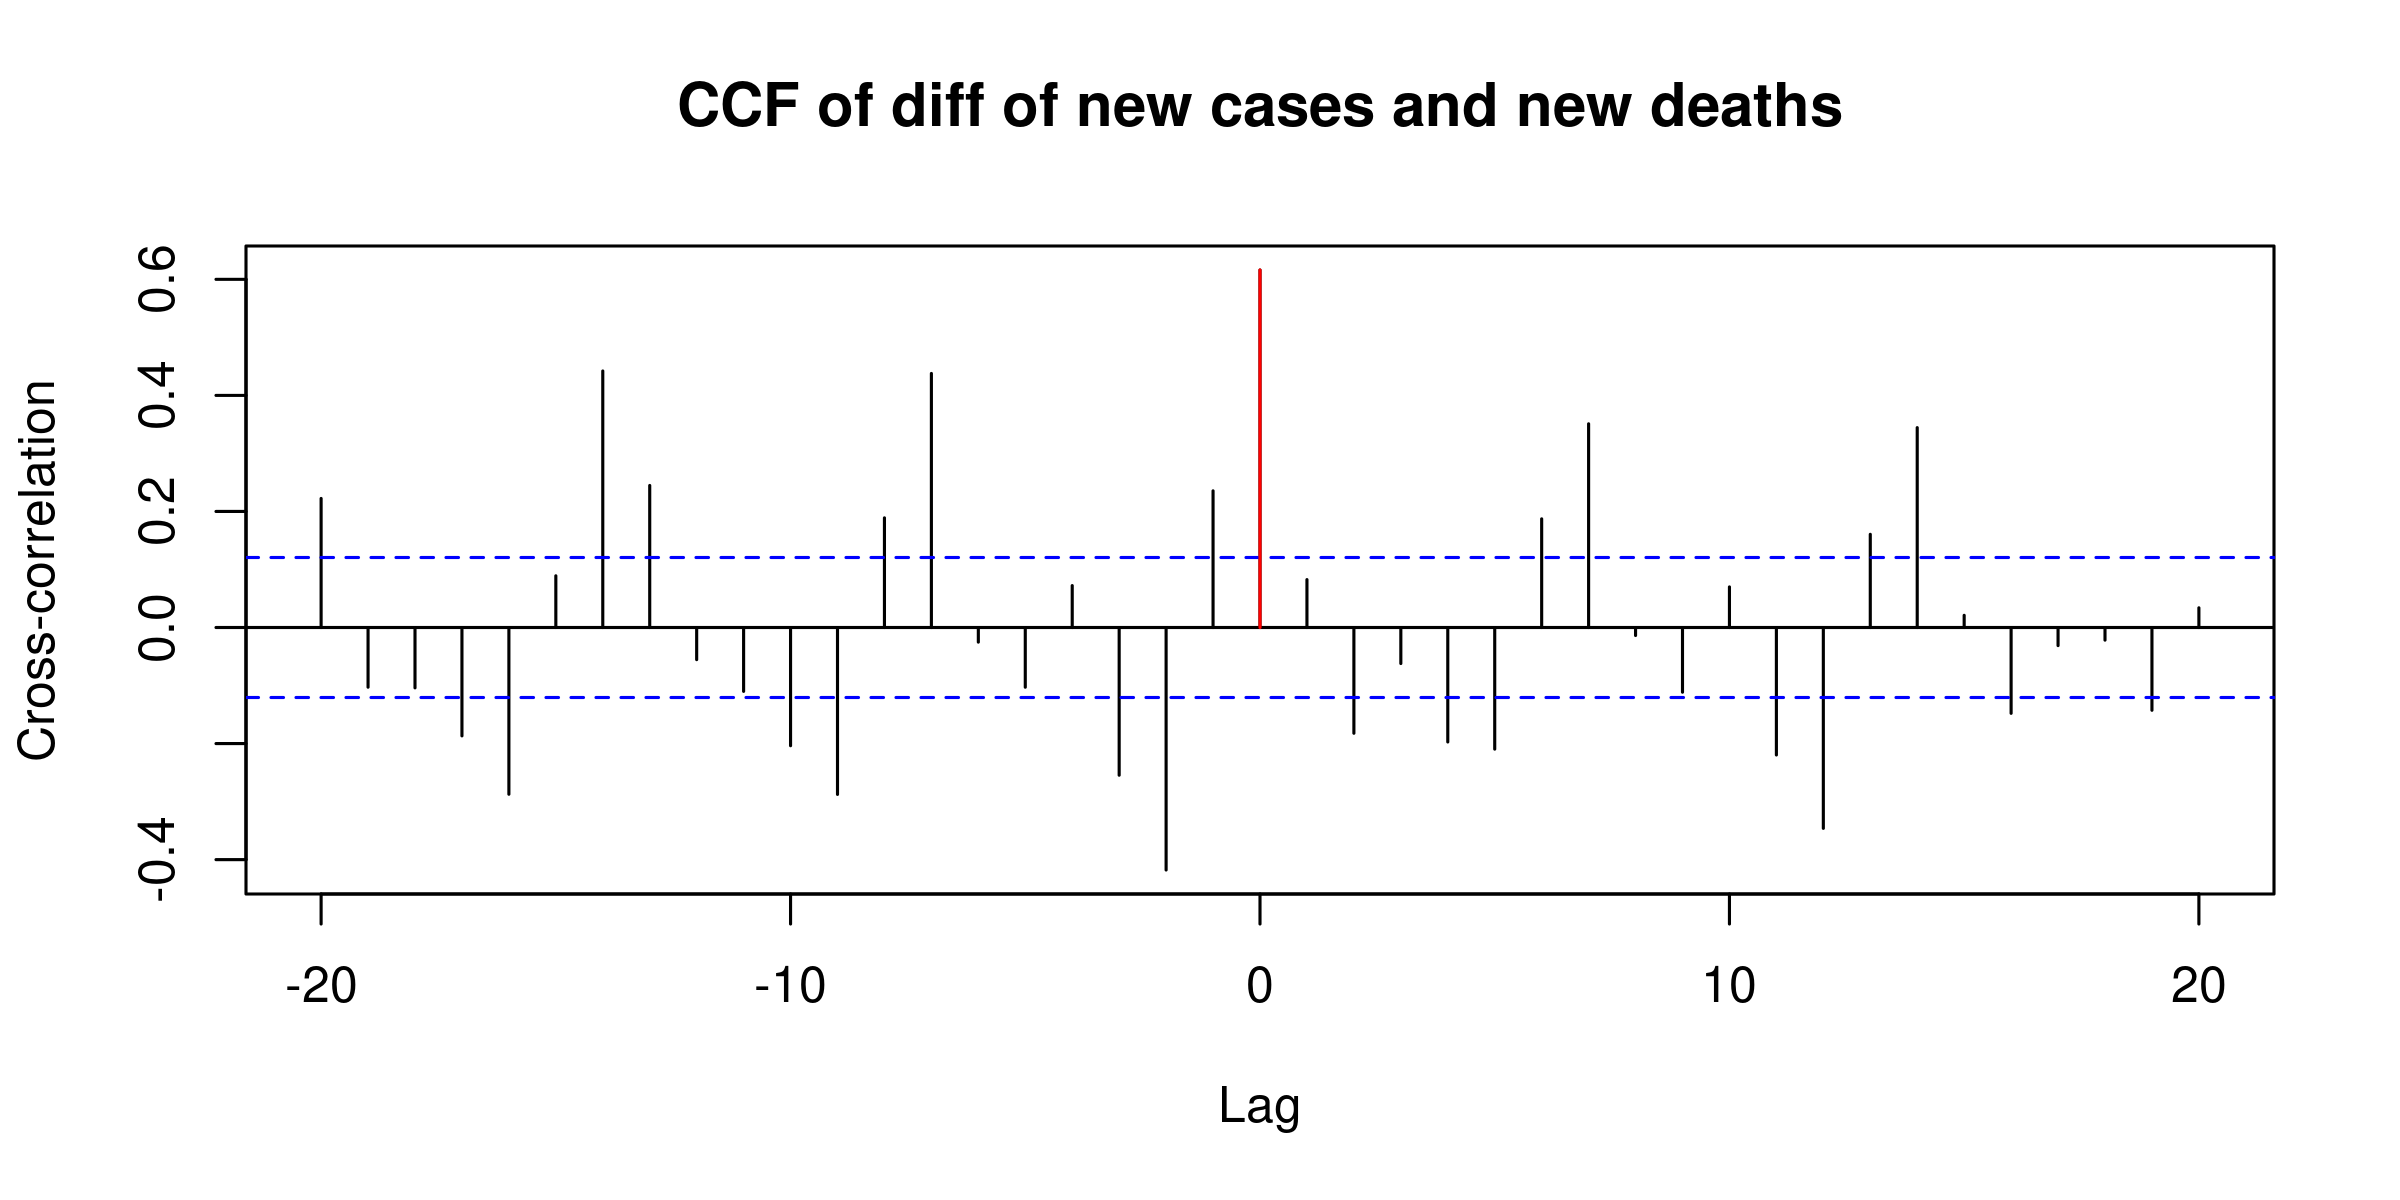 CCF of diff of new cases and new deaths
Cross-correlation
0.6
0.4
0.2
0.0
-0.4
-20 -10 0 10 20
Lag